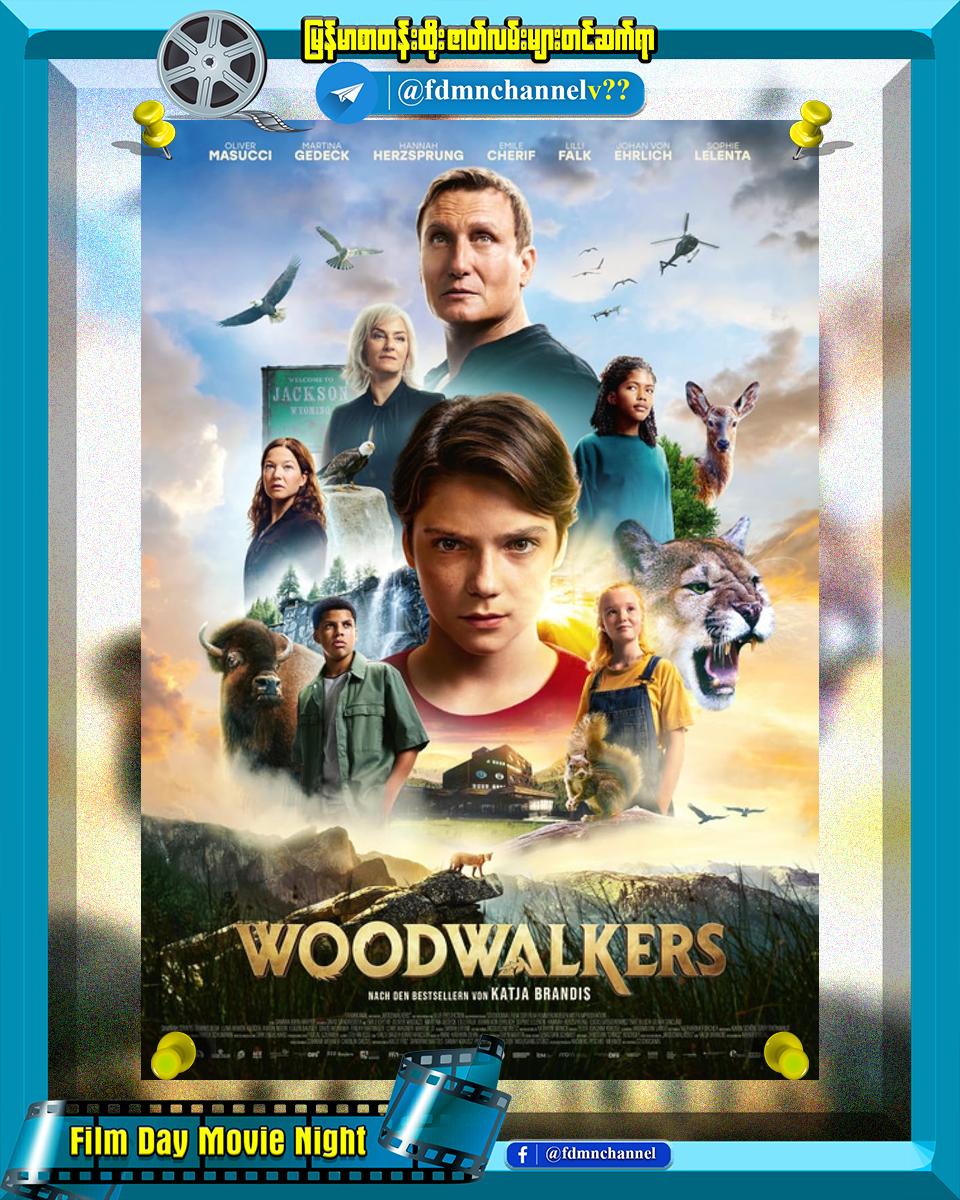 မြန်မာစာတန်းထိုးဇာတ်လမ်းများတင်ဆက်ရာ
@fdmnchannelv??
OLIVER MASUCCI MARTINA GEDECK HANNAH HERZSPRUNG EMILE CHERIF LILLI FALK JOHAN VON EHRLICH SOPHIE LELENTA
WELCOME TO
JACKSON
WYOMING
WOODWALKERS
NACH DEN BESTSELLERN VON KATJA BRANDIS
Film Day Movie Night
@fdmnchannel